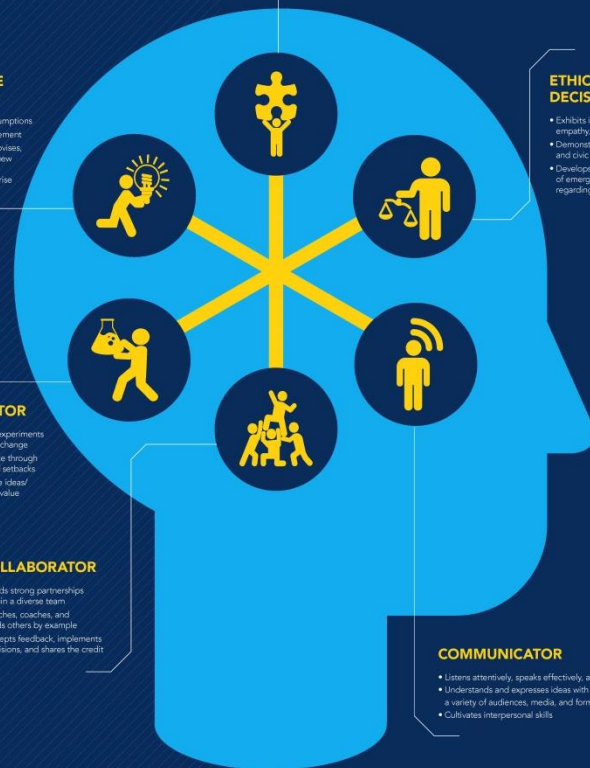 E
umptions
ement
ovises,
ew
rise
ETHIC
DECIS
• Exhibits i
empathy,
• Demonst
and civic
• Develops
of emerg
regarding
TOR
experiments
change
e through
setbacks
e ideas/
value
LLABORATOR
ds strong partnerships
in a diverse team
ches, coaches, and
ds others by example
epts feedback, implements
isions, and shares the credit
COMMUNICATOR
• Listens attentively, speaks effectively, a
• Understands and expresses ideas with
a variety of audiences, media, and form
• Cultivates interpersonal skills